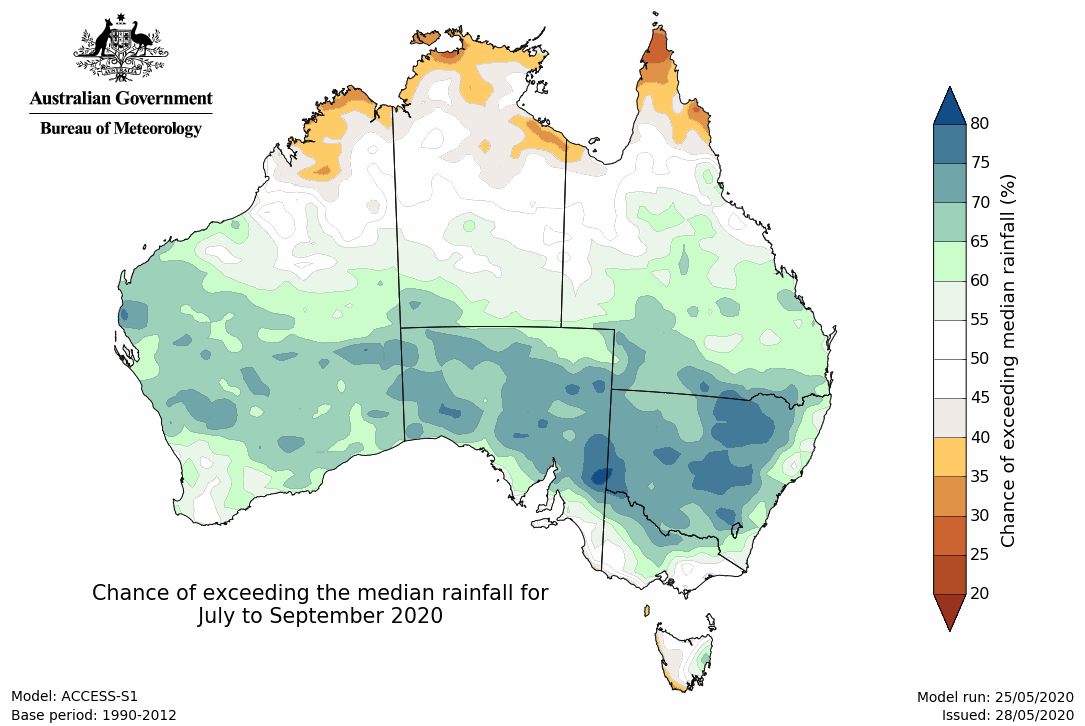 Australian Government
Bureau of Meteorology
80
75
70
65
60
55
50
45
40
35
30
25
20
Chance of exceeding median rainfall (%)
Chance of exceeding the median rainfall for
July to September 2020
Model: ACCESS-S1
Base period: 1990-2012
Model run: 25/05/2020
Issued: 28/05/2020